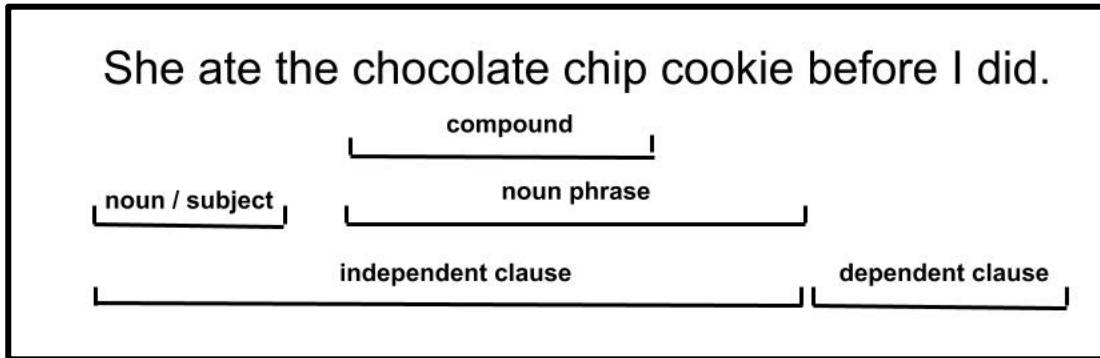 She ate the chocolate chip cookie before I did.
compound
noun / subject noun phrase
independent clause dependent clause